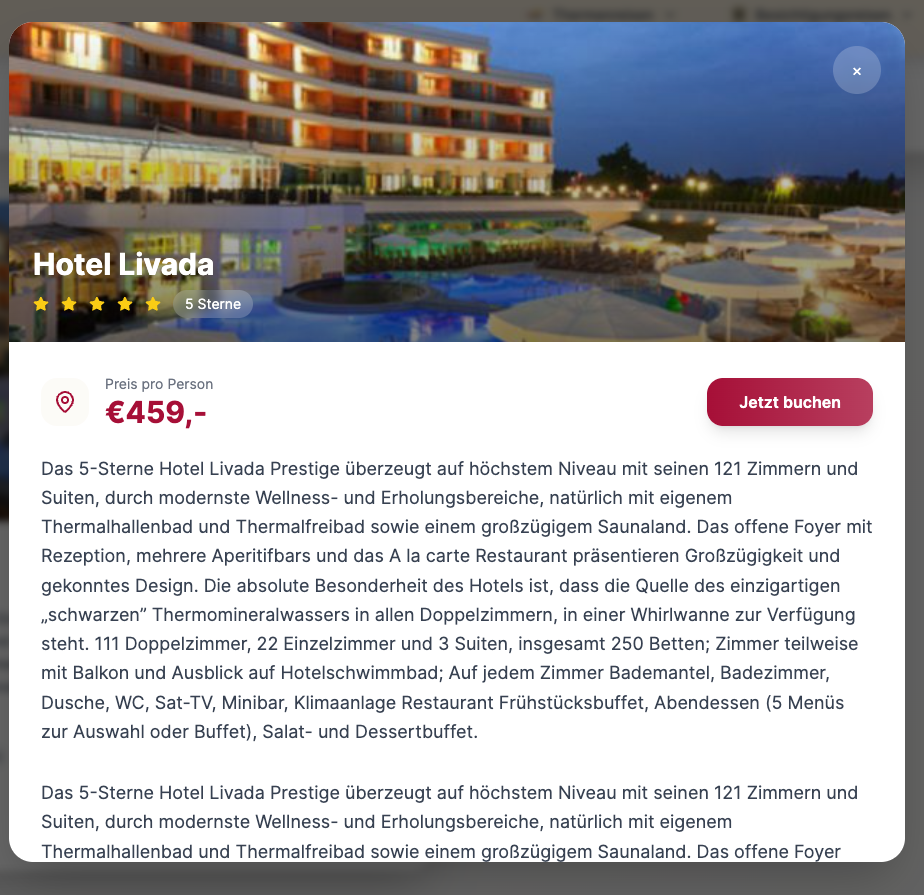 ×
Hotel Livada
5 Sterne
Preis pro Person
€459,-
Jetzt buchen
Das 5-Sterne Hotel Livada Prestige überzeugt auf höchstem Niveau mit seinen 121 Zimmern und
Suiten, durch modernste Wellness- und Erholungsbereiche, natürlich mit eigenem
Thermalhallenbad und Thermalfreibad sowie einem großzügigem Saunaland. Das offene Foyer mit
Rezeption, mehrere Aperitifbars und das A la carte Restaurant präsentieren Großzügigkeit und
gekonntes Design. Die absolute Besonderheit des Hotels ist, dass die Quelle des einzigartigen
„schwarzen” Thermomineralwassers in allen Doppelzimmern, in einer Whirlwanne zur Verfügung
steht. 111 Doppelzimmer, 22 Einzelzimmer und 3 Suiten, insgesamt 250 Betten; Zimmer teilweise
mit Balkon und Ausblick auf Hotelschwimmbad; Auf jedem Zimmer Bademantel, Badezimmer,
Dusche, WC, Sat-TV, Minibar, Klimaanlage Restaurant Frühstücksbuffet, Abendessen (5 Menüs
zur Auswahl oder Buffet), Salat- und Dessertbuffet.
Das 5-Sterne Hotel Livada Prestige überzeugt auf höchstem Niveau mit seinen 121 Zimmern und
Suiten, durch modernste Wellness- und Erholungsbereiche, natürlich mit eigenem
Thermalhallenbad und Thermalfreibad sowie einem großzügigem Saunaland. Das offene Foyer